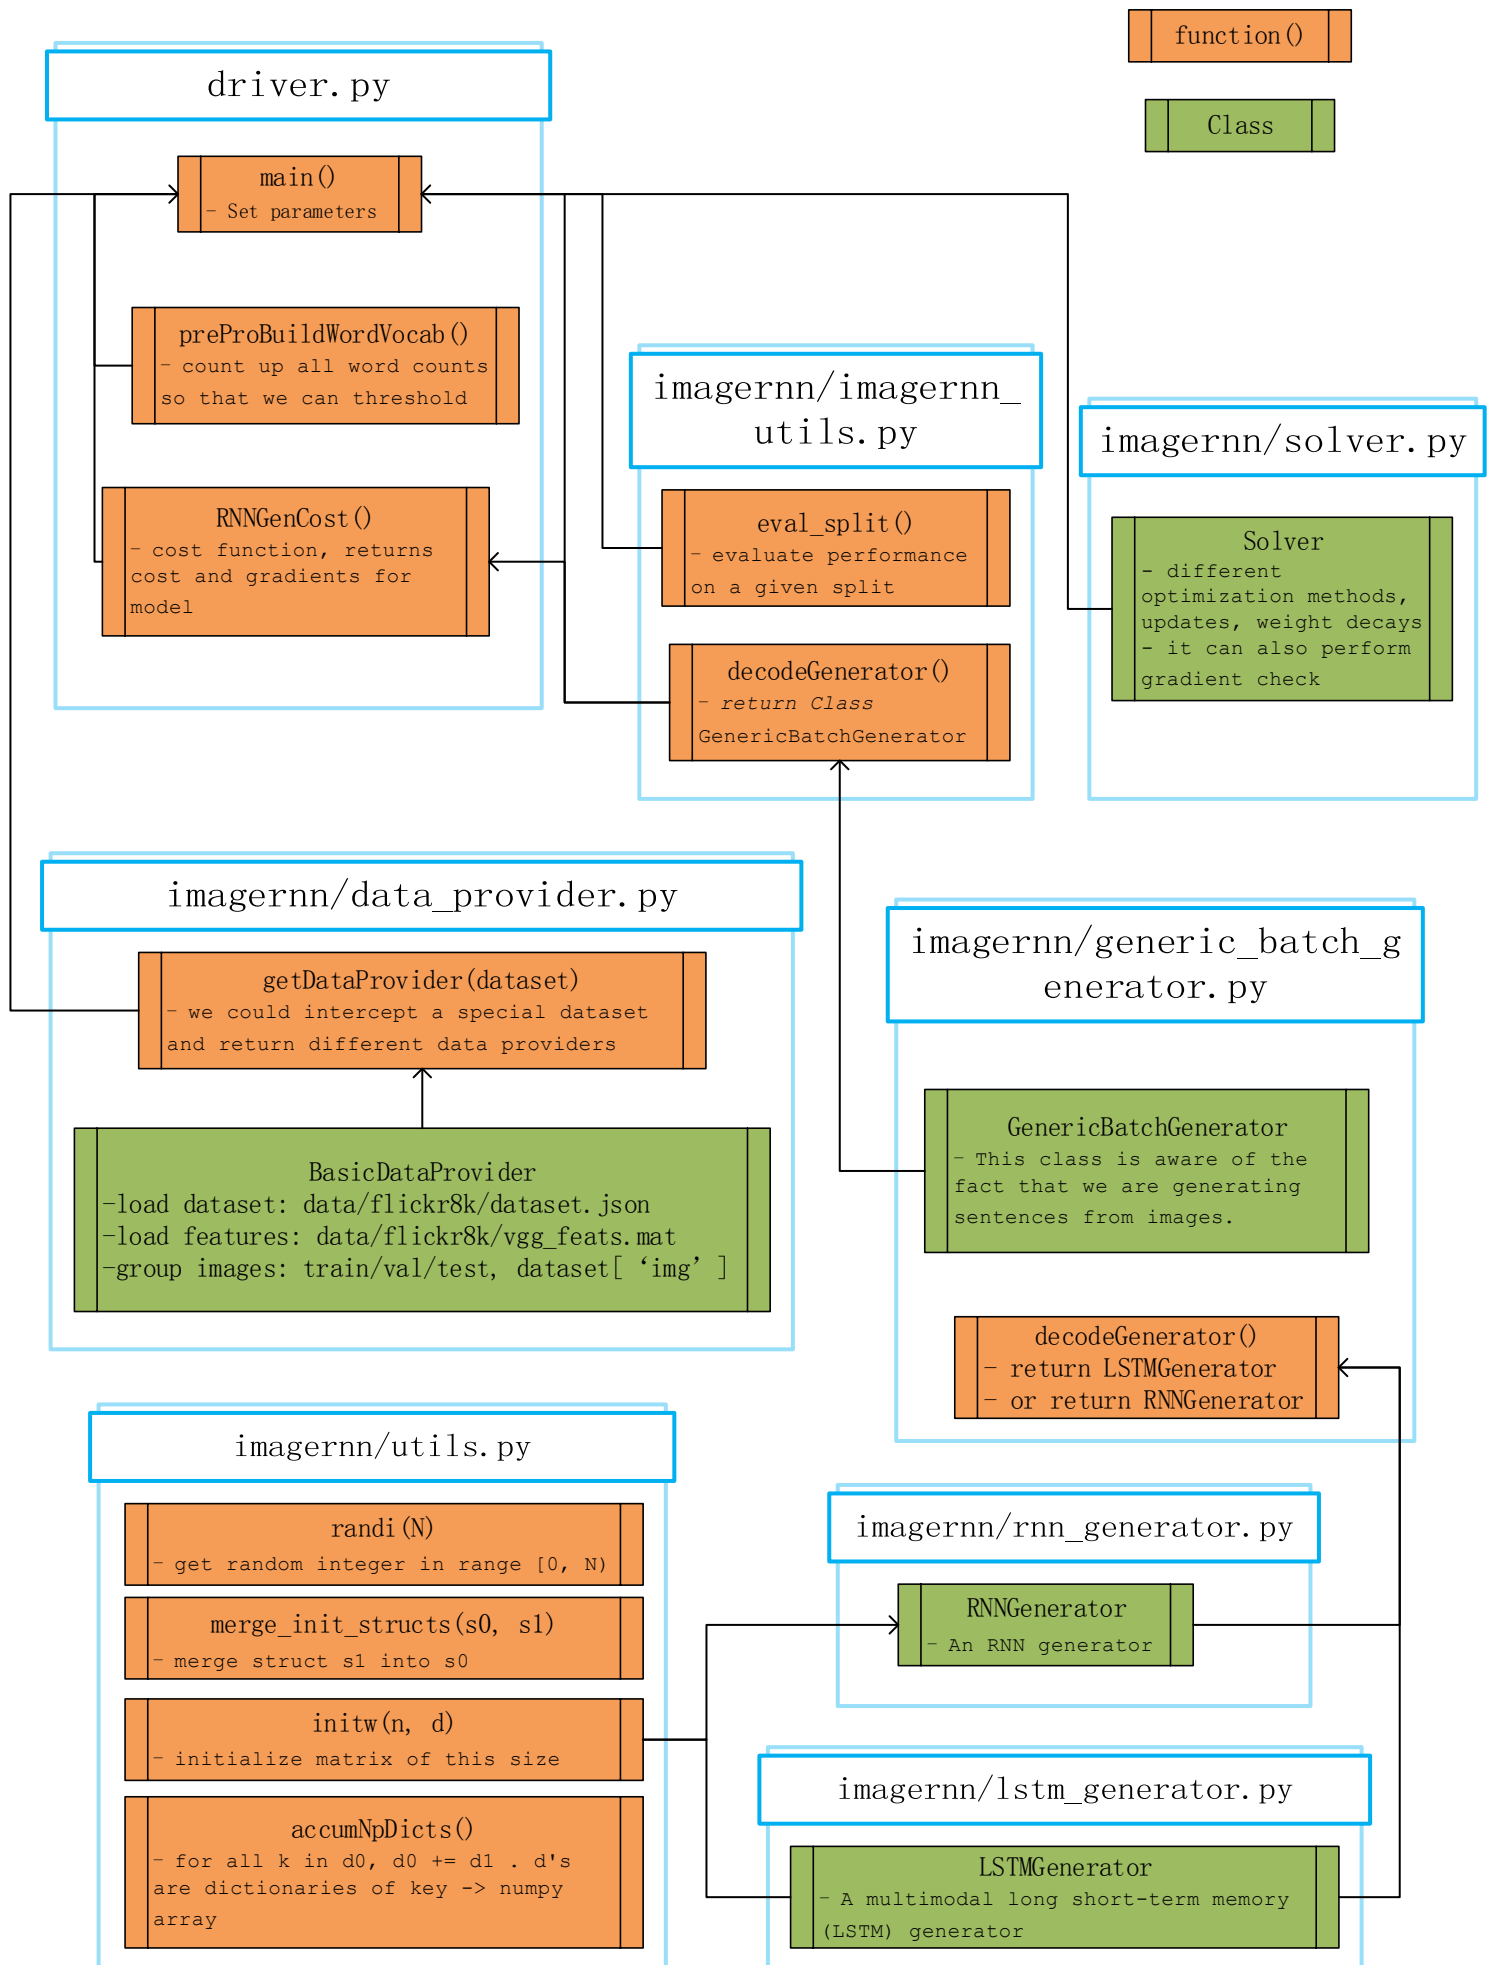 function()
Class
driver.py
main()
- Set parameters
preProBuildWordVocab()
- count up all word counts
so that we can threshold
RNNGenCost()
- cost function, returns
cost and gradients for
model
imagernn/imagernn_
utils.py
eval_split()
- evaluate performance
on a given split
decodeGenerator()
- return Class
GenericBatchGenerator
imagernn/solver.py
Solver
- different
optimization methods,
updates, weight decays
- it can also perform
gradient check
imagernn/data_provider.py
getDataProvider(dataset)
- we could intercept a special dataset
and return different data providers
BasicDataProvider
-load dataset: data/flickr8k/dataset.json
-load features: data/flickr8k/vgg_feats.mat
-group images: train/val/test, dataset[ ‘img’ ]
imagernn/generic_batch_g
enerator.py
GenericBatchGenerator
- This class is aware of the
fact that we are generating
sentences from images.
decodeGenerator()
- return LSTMGenerator
- or return RNNGenerator
imagernn/utils.py
randi(N)
- get random integer in range [0, N)
merge_init_structs(s0, s1)
- merge struct s1 into s0
initw(n, d)
- initialize matrix of this size
accumNpDicts()
- for all k in d0, d0 += d1 . d's
are dictionaries of key -> numpy
array
imagernn/rnn_generator.py
RNNGenerator
- An RNN generator
imagernn/lstm_generator.py
LSTMGenerator
- A multimodal long short-term memory
(LSTM) generator